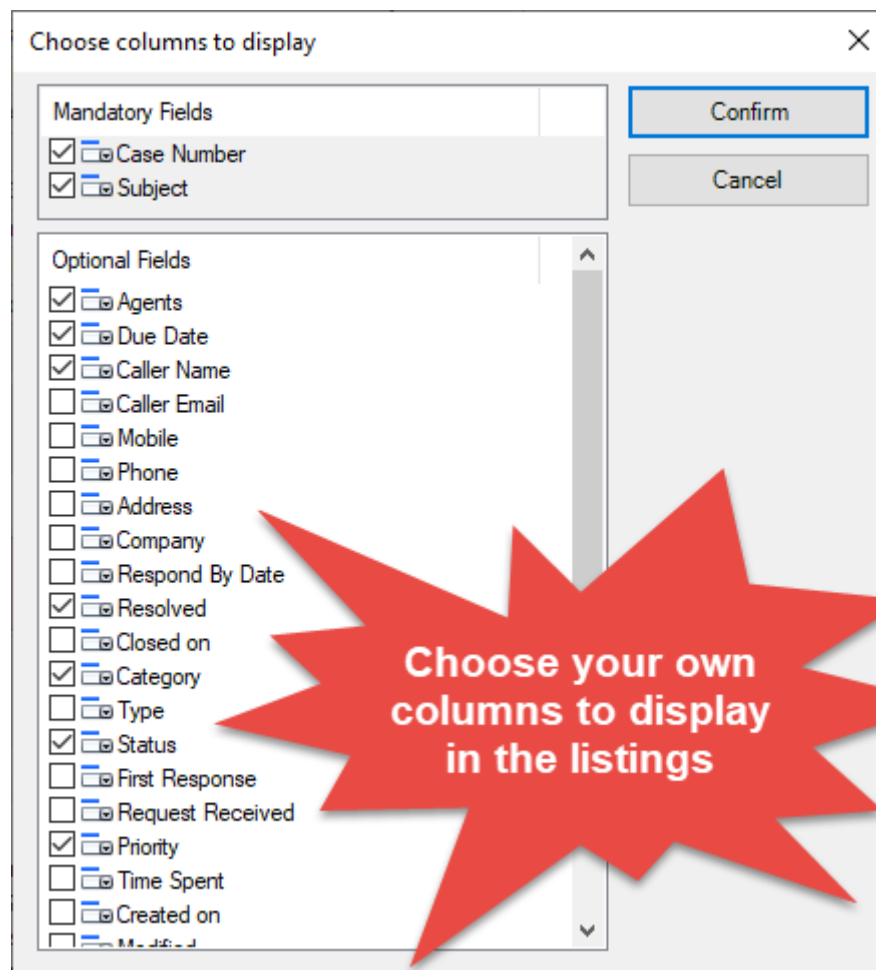 Choose columns to display
Mandatory Fields
Case Number
Subject
Confirm
Cancel
Optional Fields
Agents
Due Date
Caller Name
Caller Email
Mobile
Phone
Address
Company
Respond By Date
Resolved
Closed on
Category
Type
Status
First Response
Request Received
Priority
Time Spent
Created on
Modified
Choose your own
columns to display
in the listings